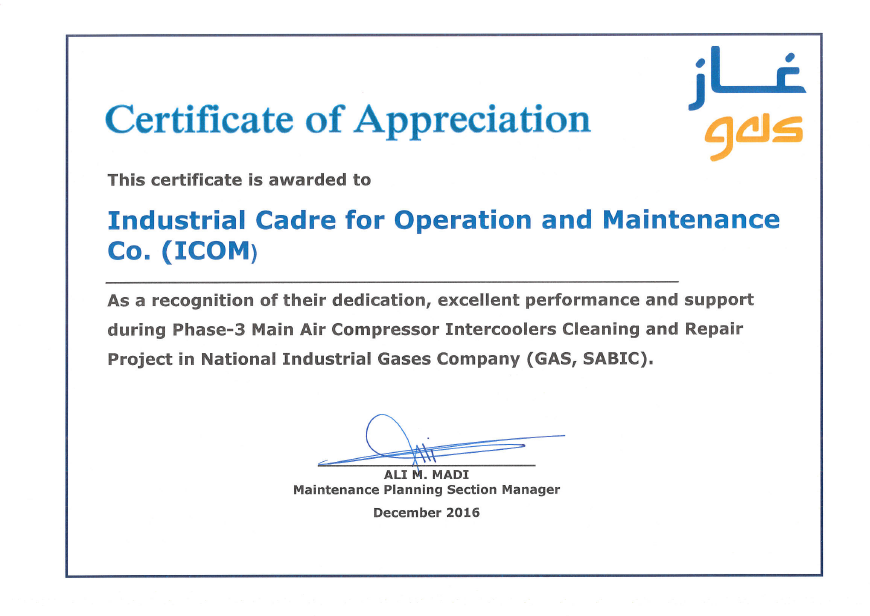 غاز
gas
Certificate of Appreciation
This certificate is awarded to
Industrial Cadre for Operation and Maintenance
Co. (ICOM)
As a recognition of their dedication, excellent performance and support
during Phase-3 Main Air Compressor Intercoolers Cleaning and Repair
Project in National Industrial Gases Company (GAS, SABIC).
Ali
ALI M. MADI
Maintenance Planning Section Manager
December 2016